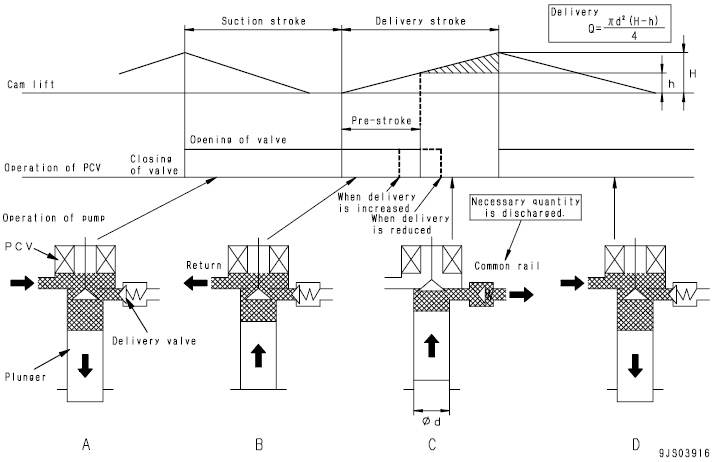 Suction stroke
Delivery stroke
Delivery
Q=πd²(H-h)/4
Cam lift
H
h
Pre-stroke
Opening of valve
Closing
of valve
Operation of PCV
When delivery
is increased
When delivery
is reduced
Necessary quantity
is discharged.
Operation of pump
PCV
Return
Common rail
Delivery valve
Plunger
Ød
A
B
C
D
9JS03916